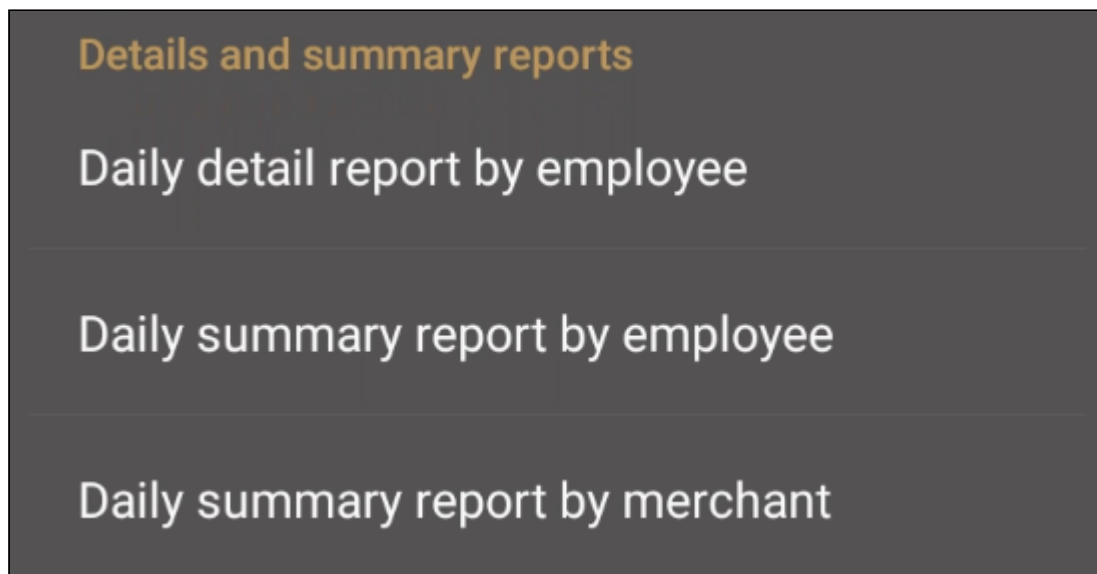 Details and summary reports
Daily detail report by employee
Daily summary report by employee
Daily summary report by merchant